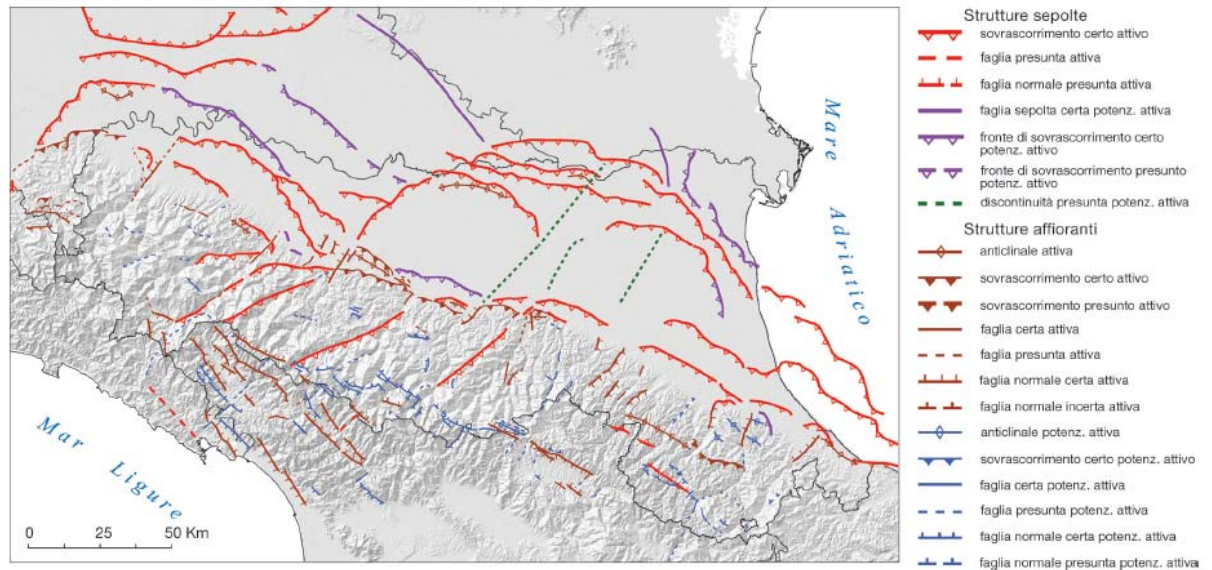 Mare Adriatico
Mar Ligure
0 25 50 Km
Strutture sepolte
sovrascorrimento certo attivo
faglia presunta attiva
faglia normale presunta attiva
faglia sepolta certa potenz. attiva
fronte di sovrascorrimento certo
potenz. attivo
fronte di sovrascorrimento presunto
potenz. attivo
discontinuità presunta potenz. attiva
Strutture affioranti
anticlinale attiva
sovrascorrimento certo attivo
sovrascorrimento presunto attivo
faglia certa attiva
faglia presunta attiva
faglia normale certa attiva
faglia normale incerta attiva
anticlinale potenz. attiva
sovrascorrimento certo potenz. attivo
faglia certa potenz. attiva
faglia presunta potenz. attiva
faglia normale certa potenz. attiva
faglia normale presunta potenz. attiva